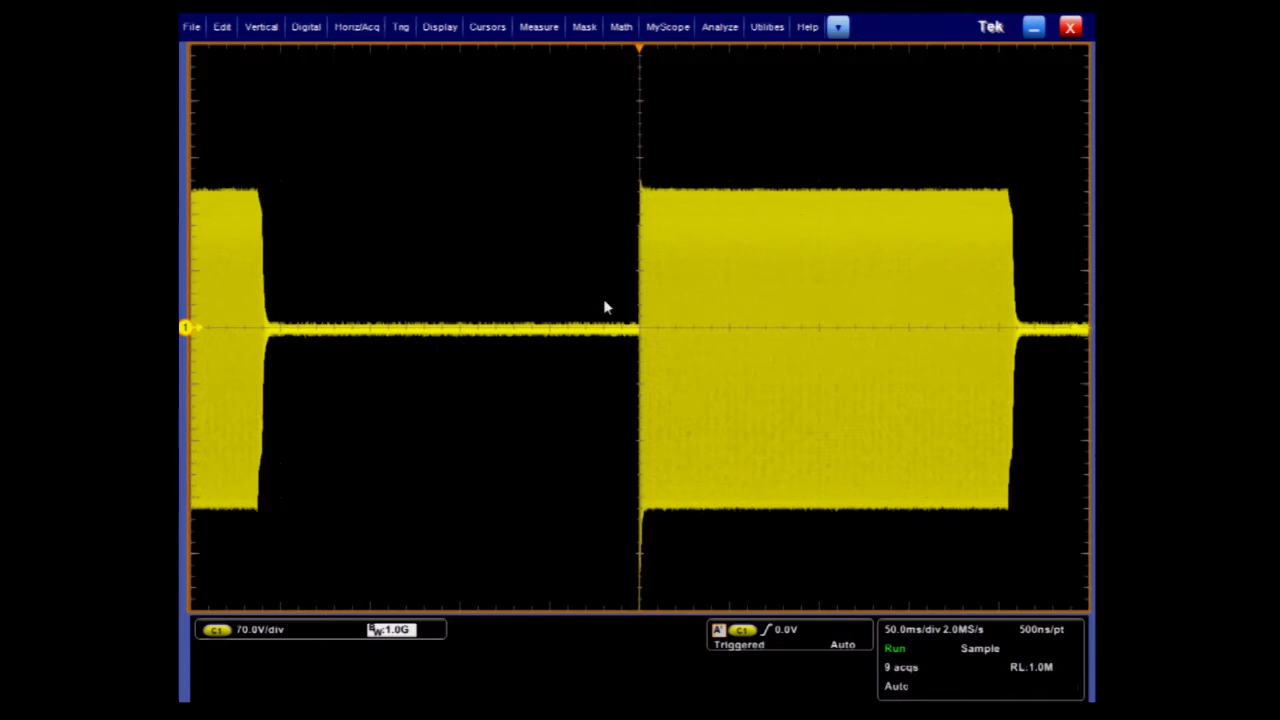 File Edit Vertical Digital Horiz/Acq Trig Display Cursors Measure Mask Math MyScope Analyze Utilities Help Tek X
1
C1 70.0V/div BW:1.0G
A' C1 0.0V
Triggered Auto
50.0ms/div 2.0MS/s 500ns/pt
Run Sample
9 acqs RL:1.0M
Auto